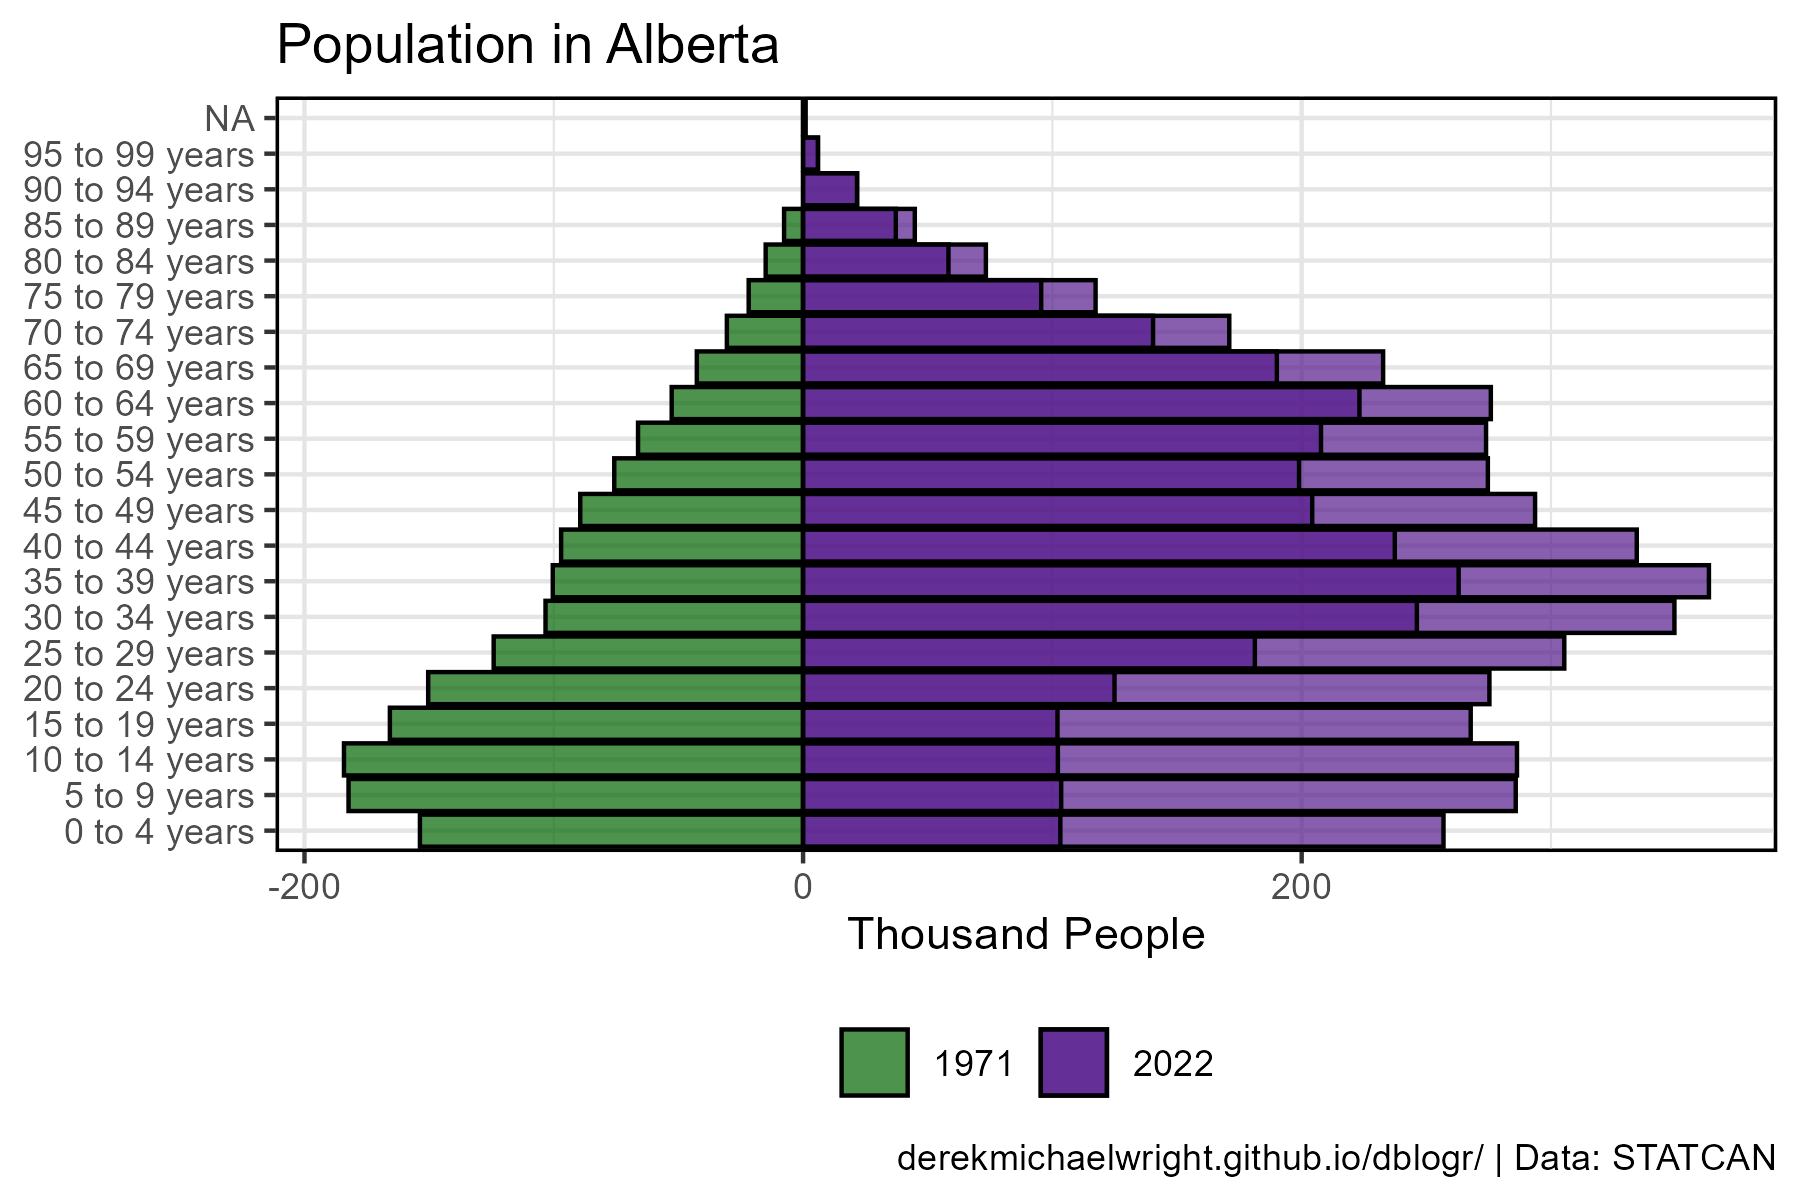 Population in Alberta
NA
95 to 99 years
90 to 94 years
85 to 89 years
80 to 84 years
75 to 79 years
70 to 74 years
65 to 69 years
60 to 64 years
55 to 59 years
50 to 54 years
45 to 49 years
40 to 44 years
35 to 39 years
30 to 34 years
25 to 29 years
20 to 24 years
15 to 19 years
10 to 14 years
5 to 9 years
0 to 4 years
-200 0 200
Thousand People
1971 2022
derekmichaelwright.github.io/dblogr/ | Data: STATCAN